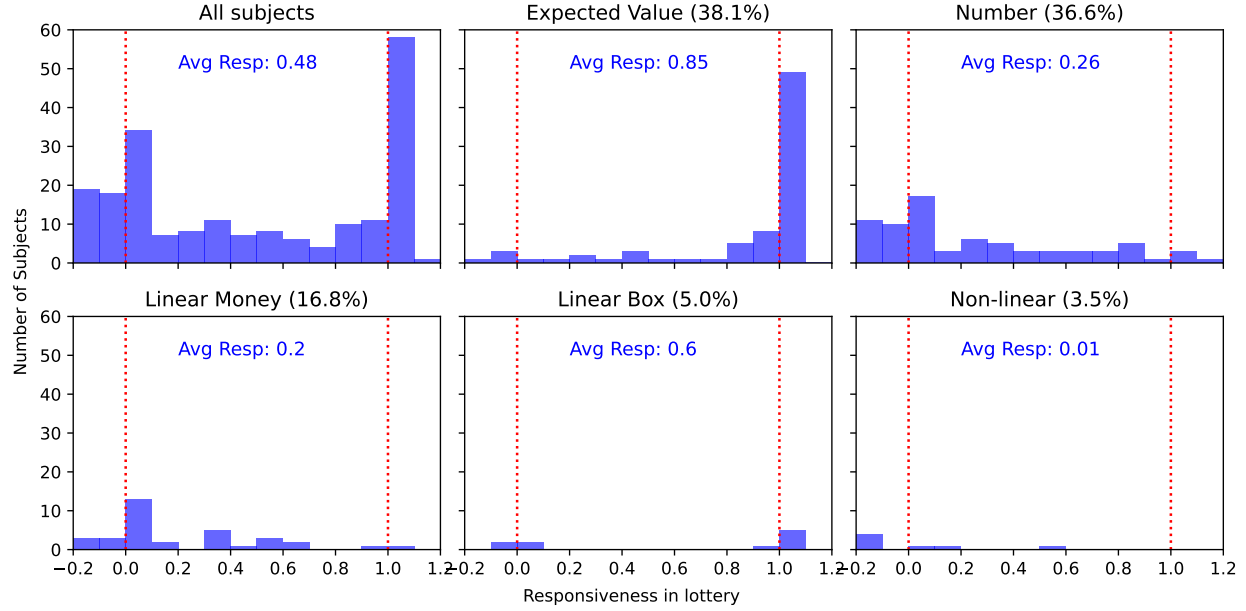 All subjects
Expected Value (38.1%)
Number (36.6%)
60
50
40
30
20
10
0
Avg Resp: 0.48
Avg Resp: 0.85
Avg Resp: 0.26
Number of Subjects
Linear Money (16.8%)
Linear Box (5.0%)
Non-linear (3.5%)
60
50
40
30
20
10
0
Avg Resp: 0.2
Avg Resp: 0.6
Avg Resp: 0.01
−0.2 0.0 0.2 0.4 0.6 0.8 1.0 1.2
−0.2 0.0 0.2 0.4 0.6 0.8 1.0 1.2
−0.2 0.0 0.2 0.4 0.6 0.8 1.0 1.2
Responsiveness in lottery